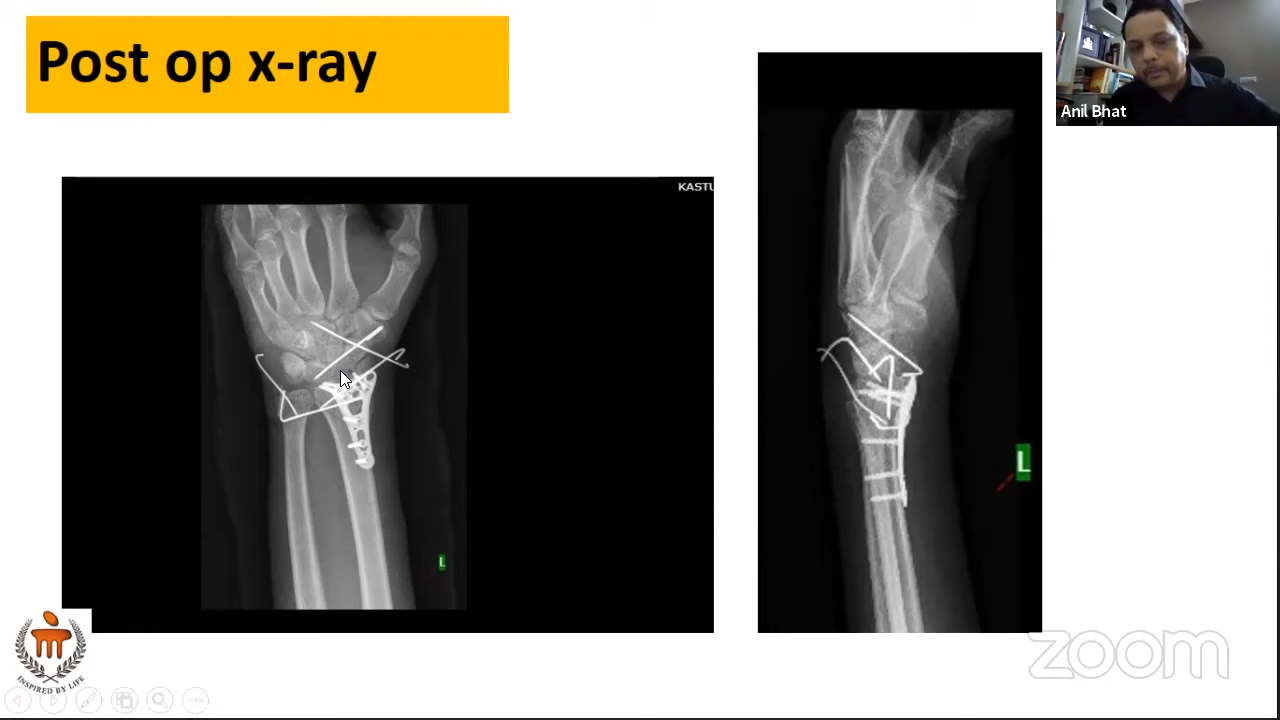 Post op x-ray
Anil Bhat
KASTU
L
L
INSPIRED BY LIFE
zoom